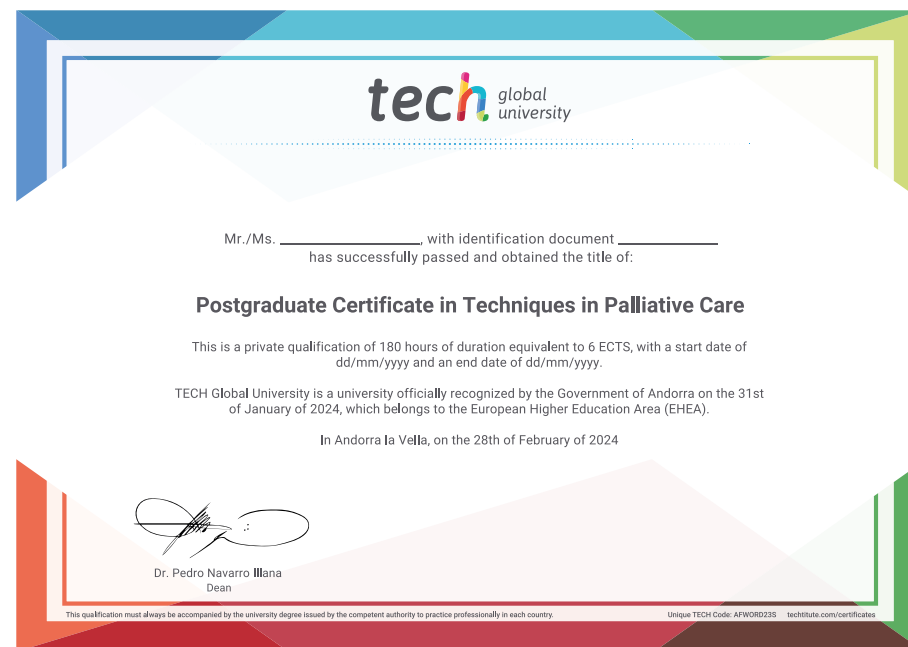 tech global
university
Mr./Ms. ____________________, with identification document ______________
has successfully passed and obtained the title of:
Postgraduate Certificate in Techniques in Palliative Care
This is a private qualification of 180 hours of duration equivalent to 6 ECTS, with a start date of
dd/mm/yyyy and an end date of dd/mm/yyyy.
TECH Global University is a university officially recognized by the Government of Andorra on the 31st
of January of 2024, which belongs to the European Higher Education Area (EHEA).
In Andorra la Vella, on the 28th of February of 2024
Dr. Pedro Navarro Illana
Dean
This qualification must always be accompanied by the university degree issued by the competent authority to practice professionally in each country.
Unique TECH Code: AFWORD23S techtitute.com/certificates